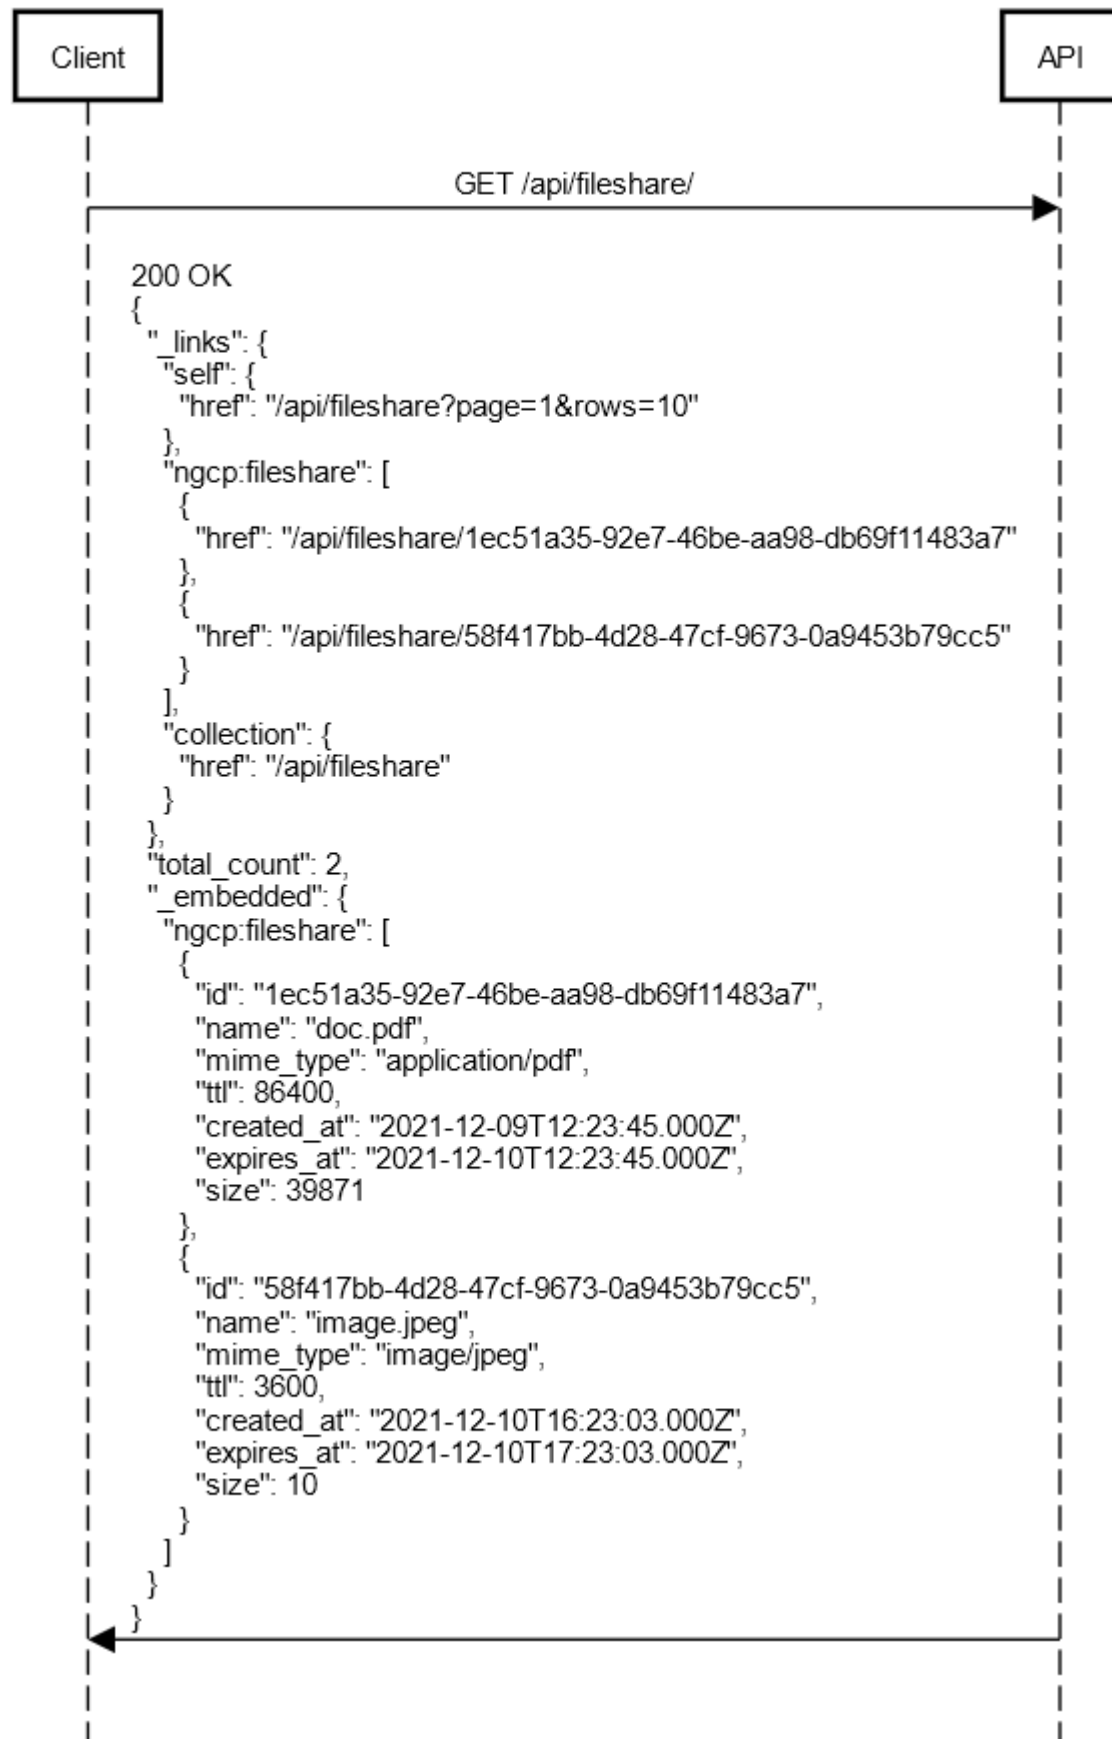 Client
API
GET /api/fileshare/
200 OK
{
"_links": {
"self": {
"href": "/api/fileshare?page=1&rows=10"
},
"ngcp:fileshare": [
{
"href": "/api/fileshare/1ec51a35-92e7-46be-aa98-db69f11483a7"
},
{
"href": "/api/fileshare/58f417bb-4d28-47cf-9673-0a9453b79cc5"
}
],
"collection": {
"href": "/api/fileshare"
}
},
"total_count": 2,
"_embedded": {
"ngcp:fileshare": [
{
"id": "1ec51a35-92e7-46be-aa98-db69f11483a7",
"name": "doc.pdf",
"mime_type": "application/pdf",
"ttl": 86400,
"created_at": "2021-12-09T12:23:45.000Z",
"expires_at": "2021-12-10T12:23:45.000Z",
"size": 39871
},
{
"id": "58f417bb-4d28-47cf-9673-0a9453b79cc5",
"name": "image.jpeg",
"mime_type": "image/jpeg",
"ttl": 3600,
"created_at": "2021-12-10T16:23:03.000Z",
"expires_at": "2021-12-10T17:23:03.000Z",
"size": 10
}
]
}
}